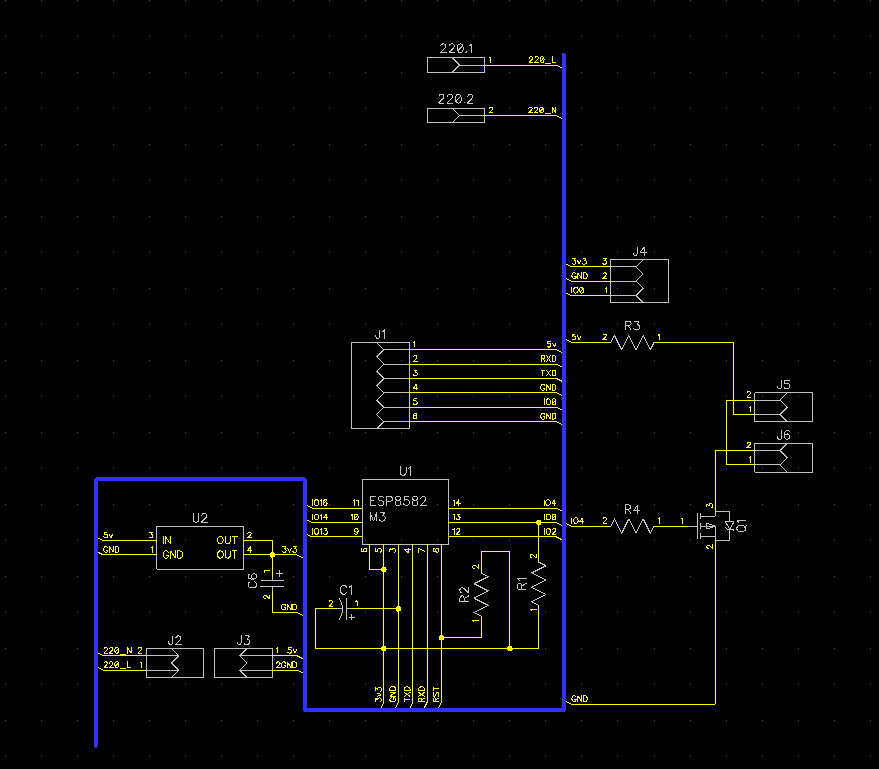 220.1
1 220_L
220.2
2 220_N
J4
3v3 3
GND 2
IO0 1
J1
1 5v
2 RXD
3 TXD
4 GND
5 IO0
6 GND
5v 2 R3 1
J5
2
1
J6
2
1
U1
ESP8582
M3
IO16 11
IO14 10
IO13 9
14 IO4
13 IO0
12 IO2
6 5 3 4 7 8
IO4 2 R4 1
1 3 2 Q1
U2
5v 3 IN
GND 1 GND
OUT 2
OUT 4
3v3
C6 1 + 2
GND
C1
2 1 +
R2 2 1
R1 2 1
J2
220_N 2
220_L 1
J3
1 5v
2GND
3v3 GND TXD RXD RST
GND